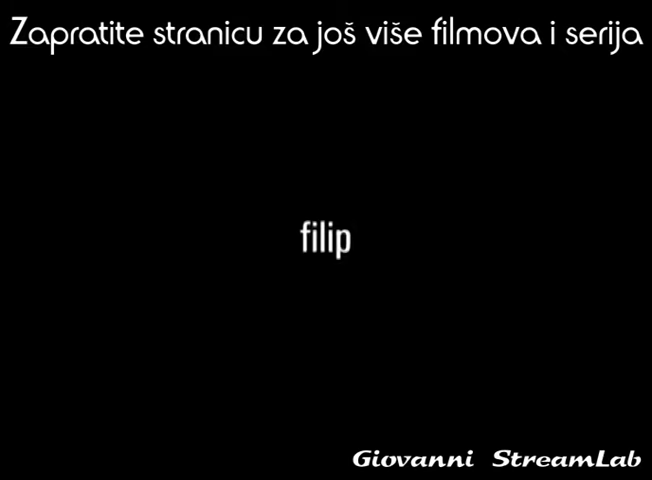 Zapratite stranicu za još više filmova i serija
filip
Giovanni StreamLab